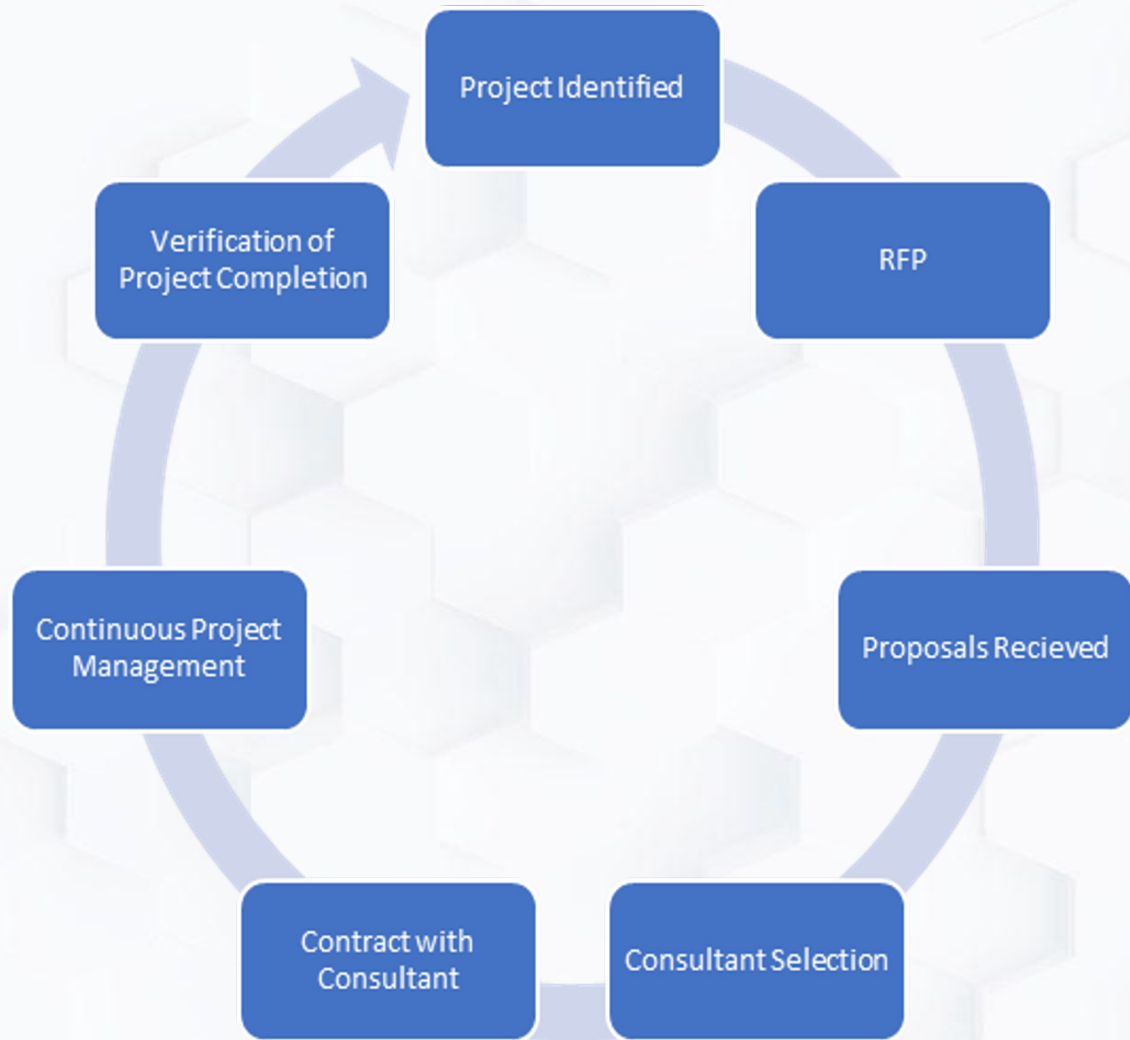 Project Identified
RFP
Proposals Recieved
Consultant Selection
Contract with
Consultant
Continuous Project
Management
Verification of
Project Completion